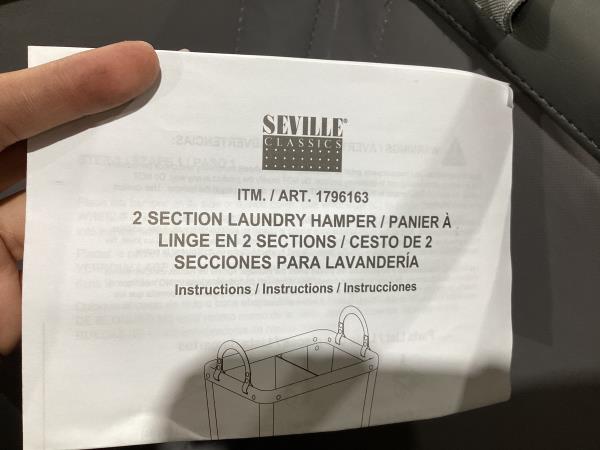 SEVILLE®
CLASSICS
ITM. / ART. 1796163
2 SECTION LAUNDRY HAMPER / PANIER À
LINGE EN 2 SECTIONS / CESTO DE 2
SECCIONES PARA LAVANDERÍA
Instructions / Instructions / Instrucciones